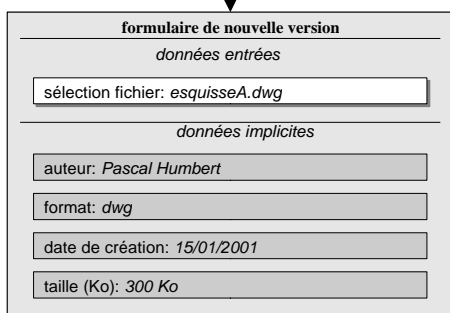 formulaire de nouvelle version
données entrées
sélection fichier: esquisseA.dwg
données implicites
auteur: Pascal Humbert
format: dwg
date de création: 15/01/2001
taille (Ko): 300 Ko